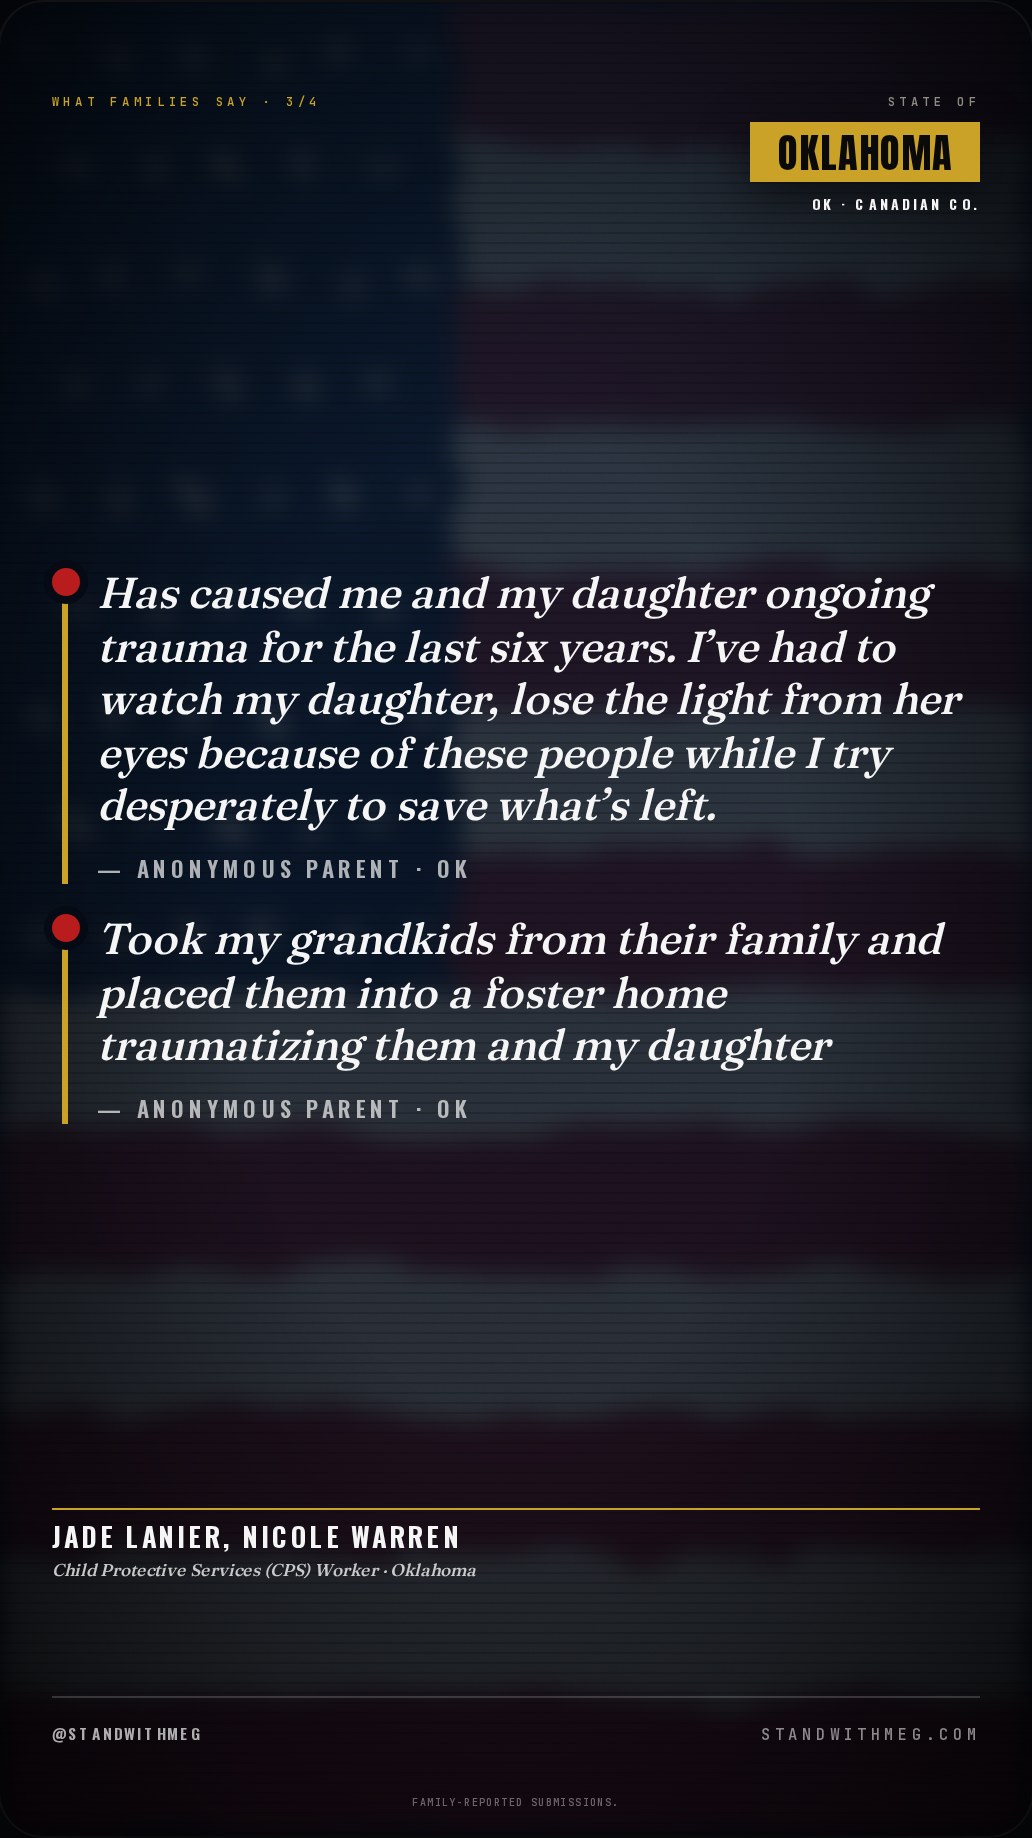 WHAT FAMILIES SAY · 3/4
STATE OF
OKLAHOMA
OK · CANADIAN CO.
Has caused me and my daughter ongoing
trauma for the last six years. I’ve had to
watch my daughter, lose the light from her
eyes because of these people while I try
desperately to save what’s left.
— ANONYMOUS PARENT · OK
Took my grandkids from their family and
placed them into a foster home
traumatizing them and my daughter
— ANONYMOUS PARENT · OK
JADE LANIER, NICOLE WARREN
Child Protective Services (CPS) Worker · Oklahoma
@STANDWITHMEG
STANDWITHMEG.COM
FAMILY-REPORTED SUBMISSIONS.